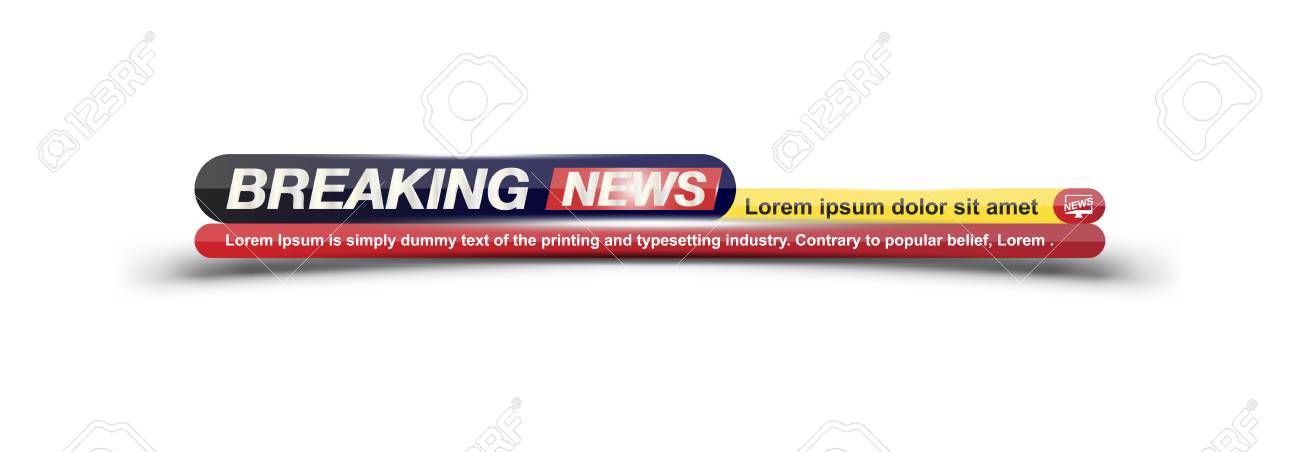 BREAKING NEWS
Lorem ipsum dolor sit amet
NEWS
Lorem Ipsum is simply dummy text of the printing and typesetting industry. Contrary to popular belief, Lorem .
123RF
123RF
123RF
123RF